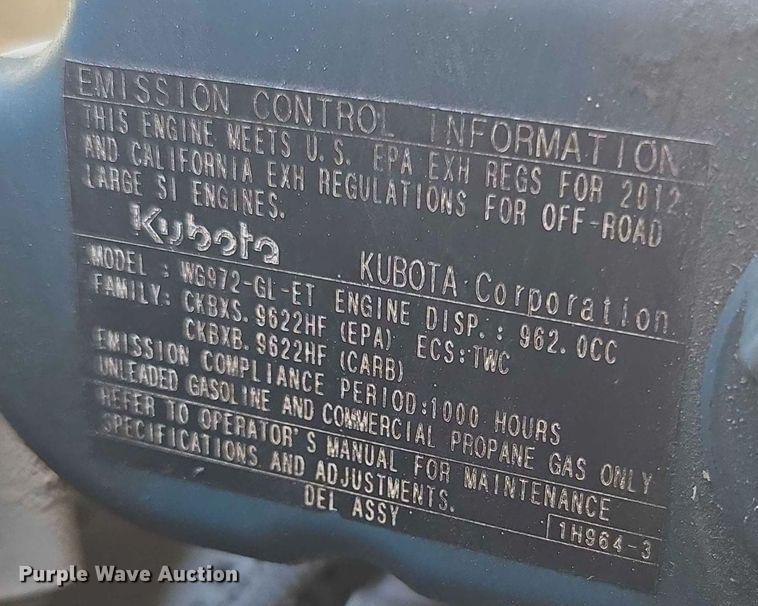 EMISSION CONTROL INFORMATION
THIS ENGINE MEETS U.S. EPA EXH REGS FOR 2012
AND CALIFORNIA EXH REGULATIONS FOR OFF-ROAD
LARGE SI ENGINES.
Kubota KUBOTA Corporation
MODEL : WG972-GL-ET ENGINE DISP.: 962.0CC
FAMILY: CKBXS.9622HF (EPA) ECS:TWC
CKBXB.9622HF (CARB)
EMISSION COMPLIANCE PERIOD:1000 HOURS
UNLEADED GASOLINE AND COMMERCIAL PROPANE GAS ONLY
REFER TO OPERATOR'S MANUAL FOR MAINTENANCE
SPECIFICATIONS AND ADJUSTMENTS.
DEL ASSY 1H964-3
Purple Wave Auction